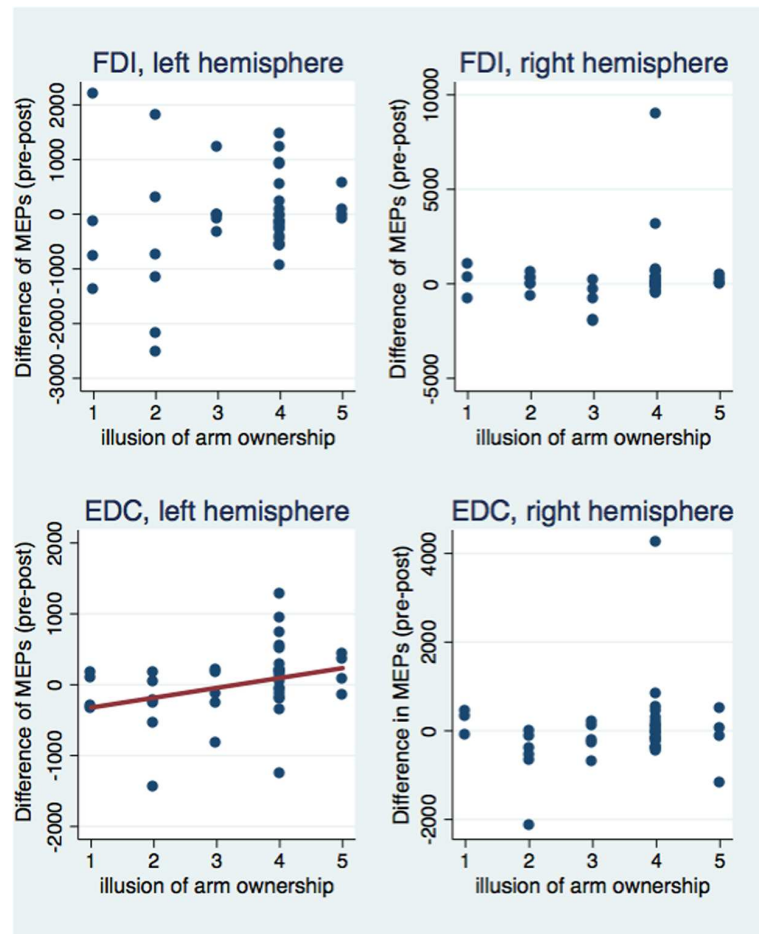 FDI, left hemisphere
Difference of MEPs (pre-post)
2000
1000
0
-1000
-2000
-3000
1 2 3 4 5
illusion of arm ownership
FDI, right hemisphere
Difference of MEPs (pre-post)
10000
5000
0
-5000
1 2 3 4 5
illusion of arm ownership
EDC, left hemisphere
Difference of MEPs (pre-post)
2000
1000
0
-1000
-2000
1 2 3 4 5
illusion of arm ownership
EDC, right hemisphere
Difference in MEPs (pre-post)
4000
2000
0
-2000
1 2 3 4 5
illusion of arm ownership